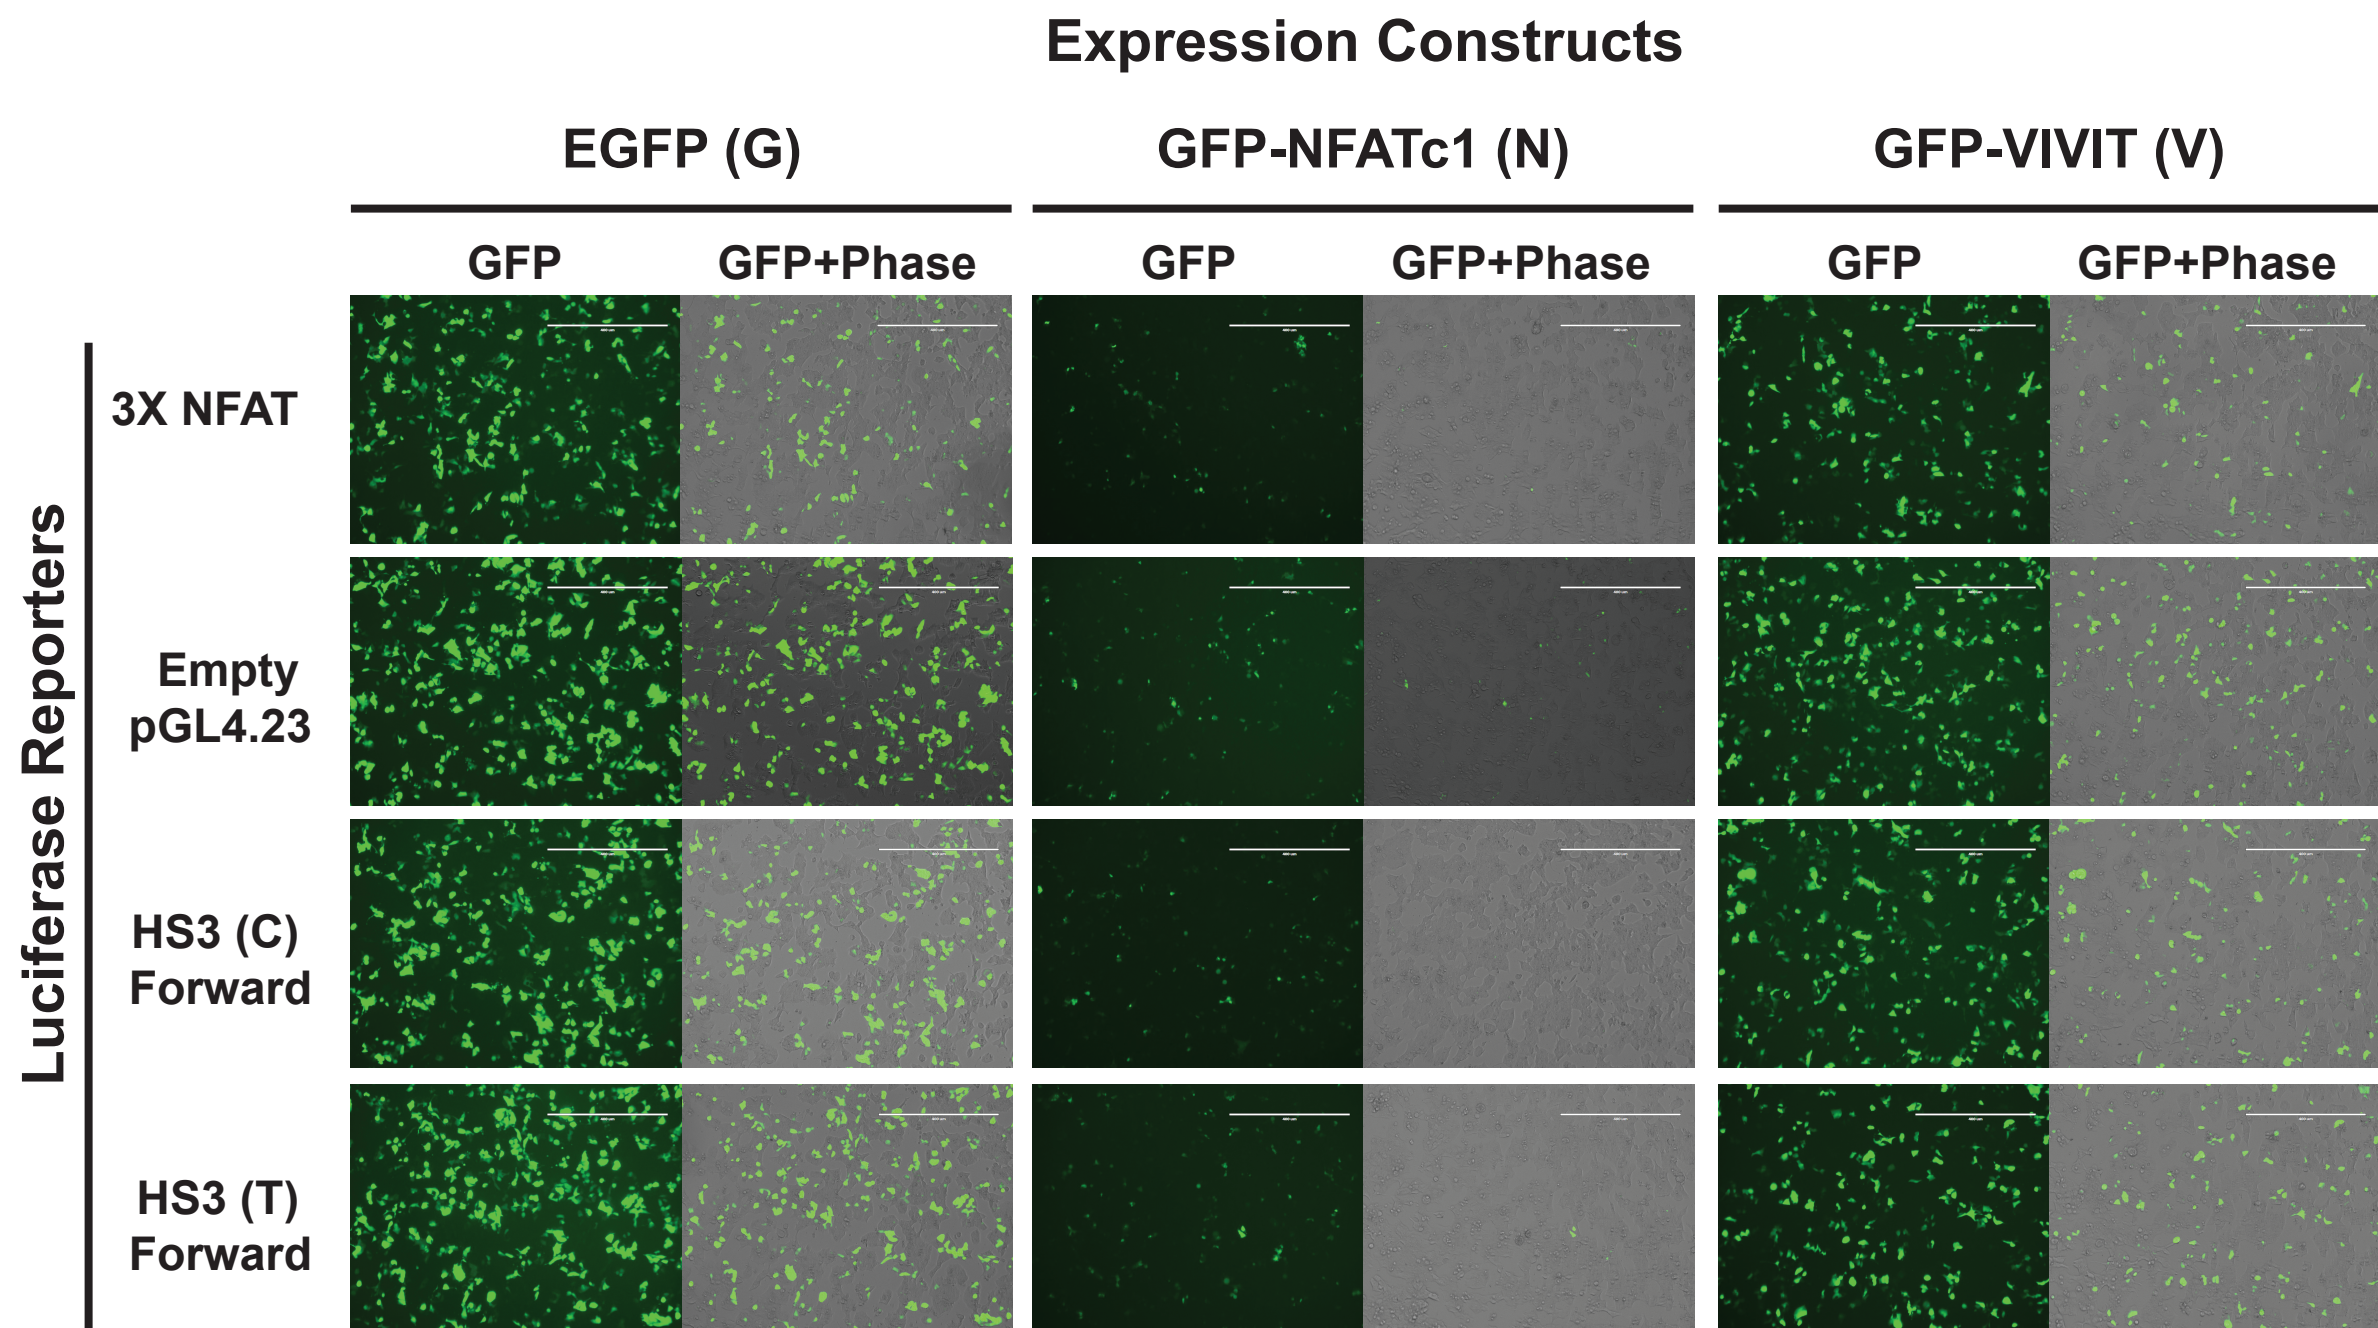 Expression Constructs
EGFP (G)
GFP-NFATc1 (N)
GFP-VIVIT (V)
GFP
GFP+Phase
GFP
GFP+Phase
GFP
GFP+Phase
Luciferase Reporters
3X NFAT
Empty
pGL4.23
HS3 (C)
Forward
HS3 (T)
Forward